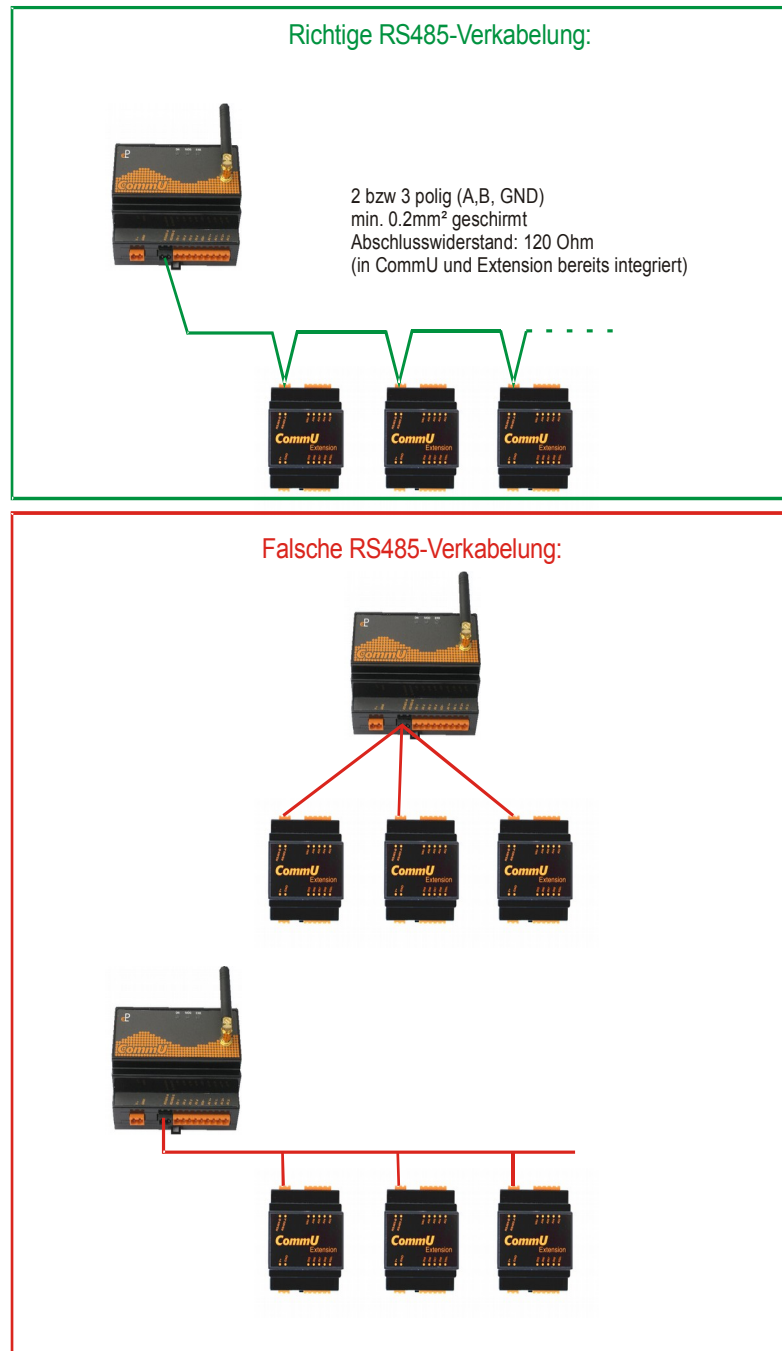 Richtige RS485-Verkabelung:
CommU
2 bzw 3 polig (A,B, GND)
min. 0.2mm² geschirmt
Abschlusswiderstand: 120 Ohm
(in CommU und Extension bereits integriert)
CommU
Extension
CommU
Extension
CommU
Extension
Falsche RS485-Verkabelung:
CommU
CommU
Extension
CommU
Extension
CommU
Extension
CommU
CommU
Extension
CommU
Extension
CommU
Extension